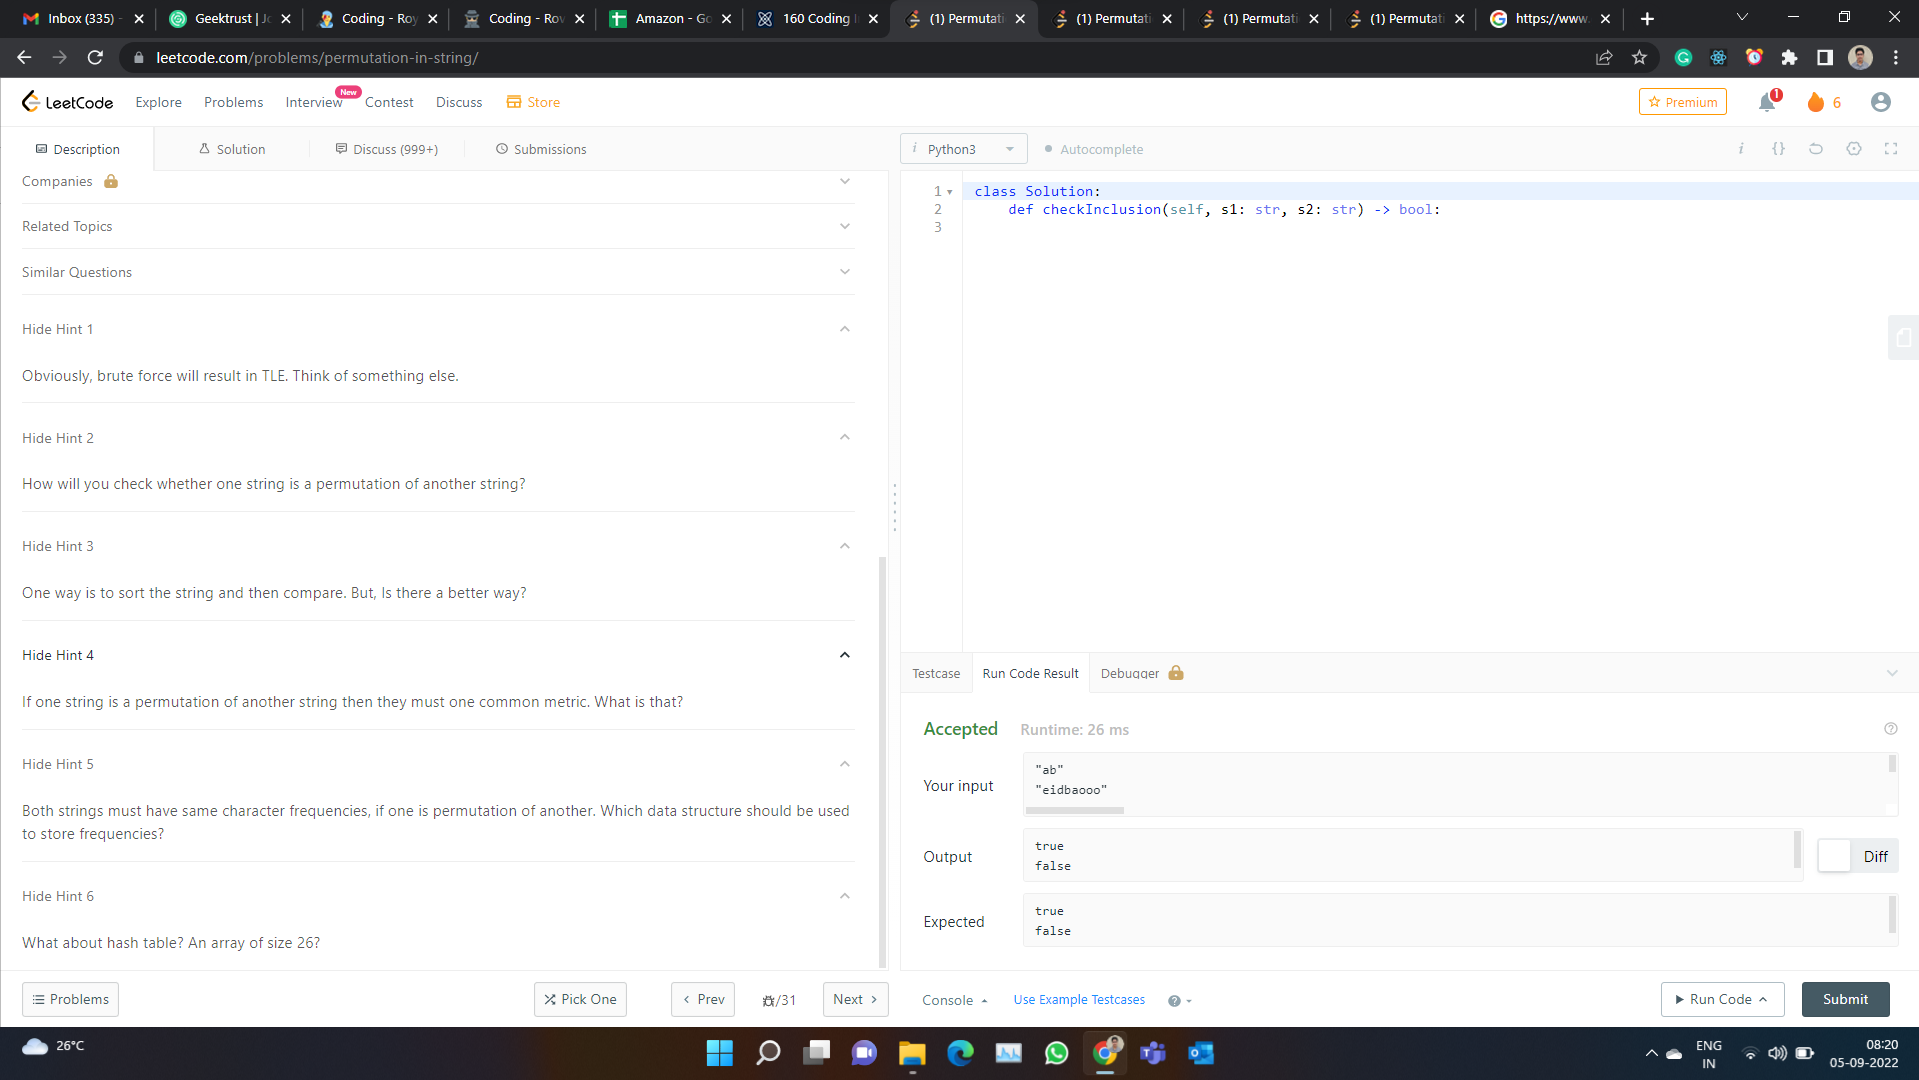 Inbox (335) -
Geektrust | Jo
Coding - Roy
Coding - Rov
Amazon - Go
160 Coding I
(1) Permutati
(1) Permutati
(1) Permutati
(1) Permutati
https://www.
leetcode.com/problems/permutation-in-string/
LeetCode
Explore
Problems
Interview
New
Contest
Discuss
Store
Premium
1
6
Description
Solution
Discuss (999+)
Submissions
i Python3
Autocomplete
i
{}
Companies
Related Topics
Similar Questions
Hide Hint 1
Obviously, brute force will result in TLE. Think of something else.
Hide Hint 2
How will you check whether one string is a permutation of another string?
Hide Hint 3
One way is to sort the string and then compare. But, Is there a better way?
Hide Hint 4
If one string is a permutation of another string then they must one common metric. What is that?
Hide Hint 5
Both strings must have same character frequencies, if one is permutation of another. Which data structure should be used
to store frequencies?
Hide Hint 6
What about hash table? An array of size 26?
Problems
Pick One
Prev
/31
Next
1 class Solution:
2 def checkInclusion(self, s1: str, s2: str) -> bool:
3
Testcase
Run Code Result
Debugger
Accepted
Runtime: 26 ms
Your input
"ab"
"eidbaooo"
Output
true
false
Diff
Expected
true
false
Console
Use Example Testcases
Run Code
Submit
26°C
ENG
IN
08:20
05-09-2022